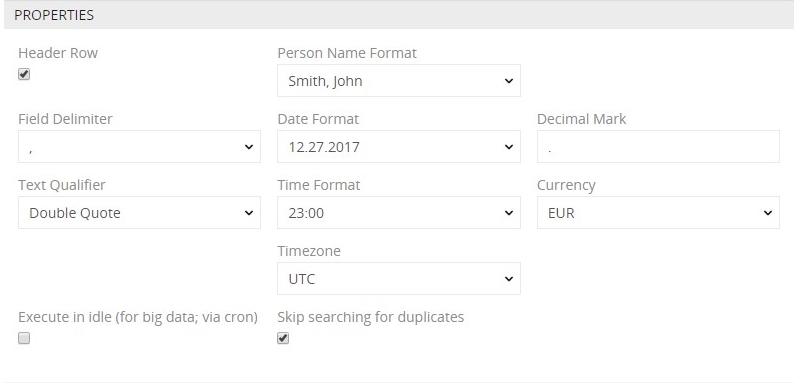 PROPERTIES
Header Row
Person Name Format
Smith, John
Field Delimiter
Date Format
Decimal Mark
,
12.27.2017
.
Text Qualifier
Time Format
Currency
Double Quote
23:00
EUR
Timezone
UTC
Execute in idle (for big data; via cron)
Skip searching for duplicates